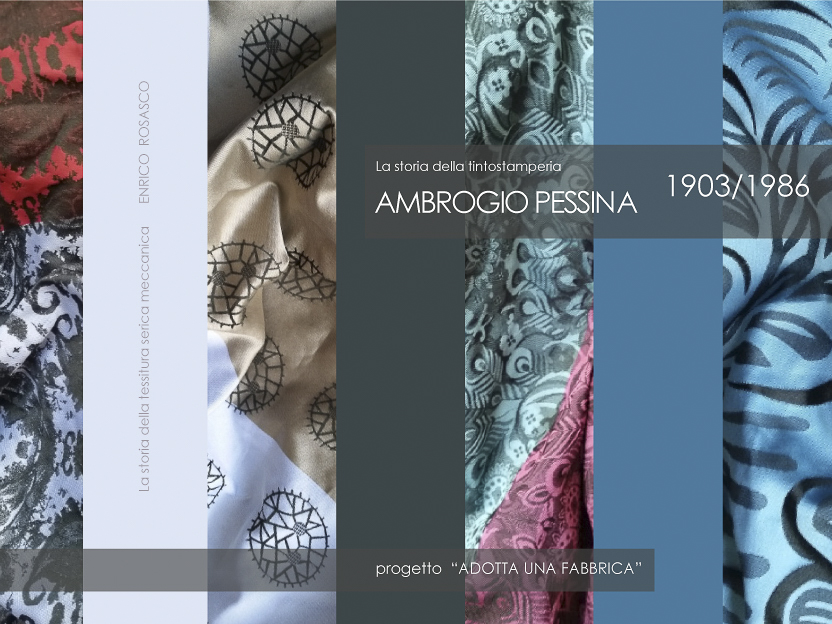 La storia della tessitura serica meccanica ENRICO ROSASCO
La storia della tintostamperia
AMBROGIO PESSINA
1903/1986
progetto “ADOTTA UNA FABBRICA”